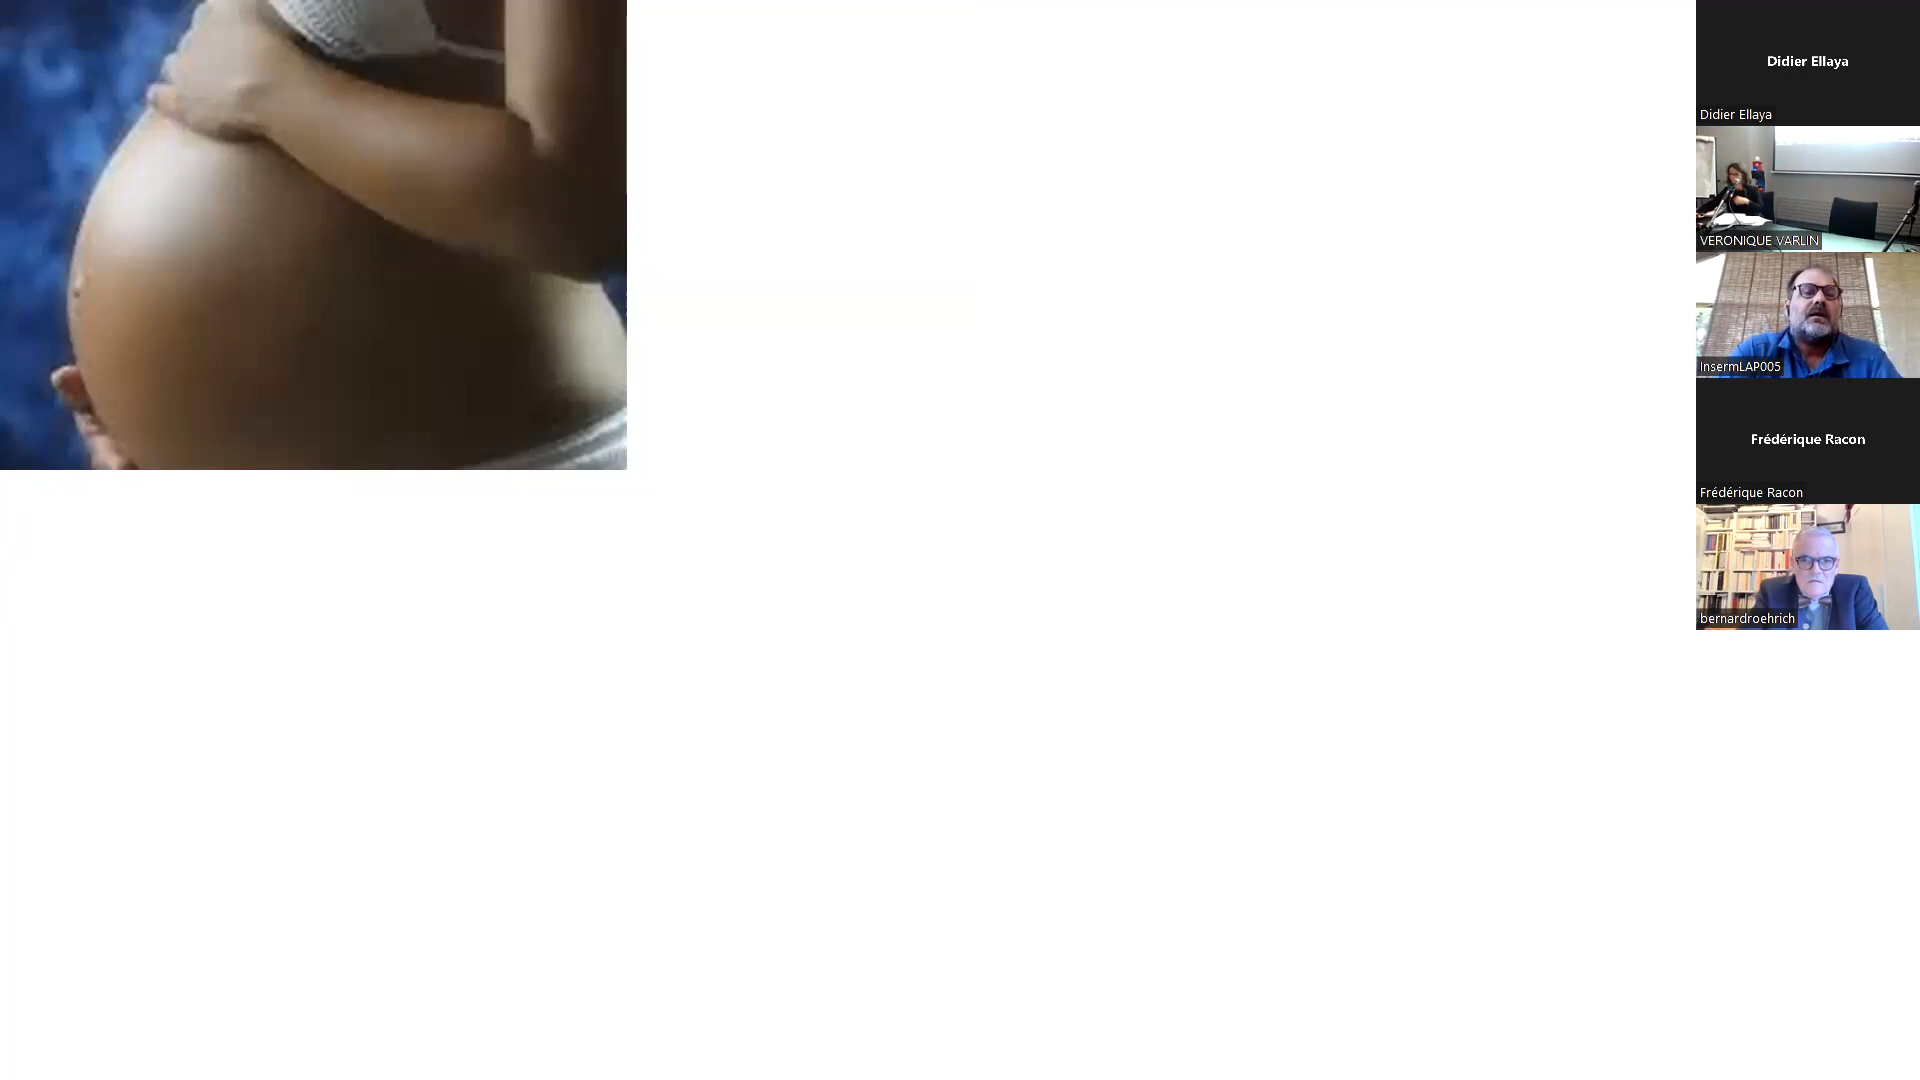 Didier Ellaya
Didier Ellaya
VERONIQUE VARLIN
InsermLAP005
Frédérique Racon
Frédérique Racon
bernardroehrich